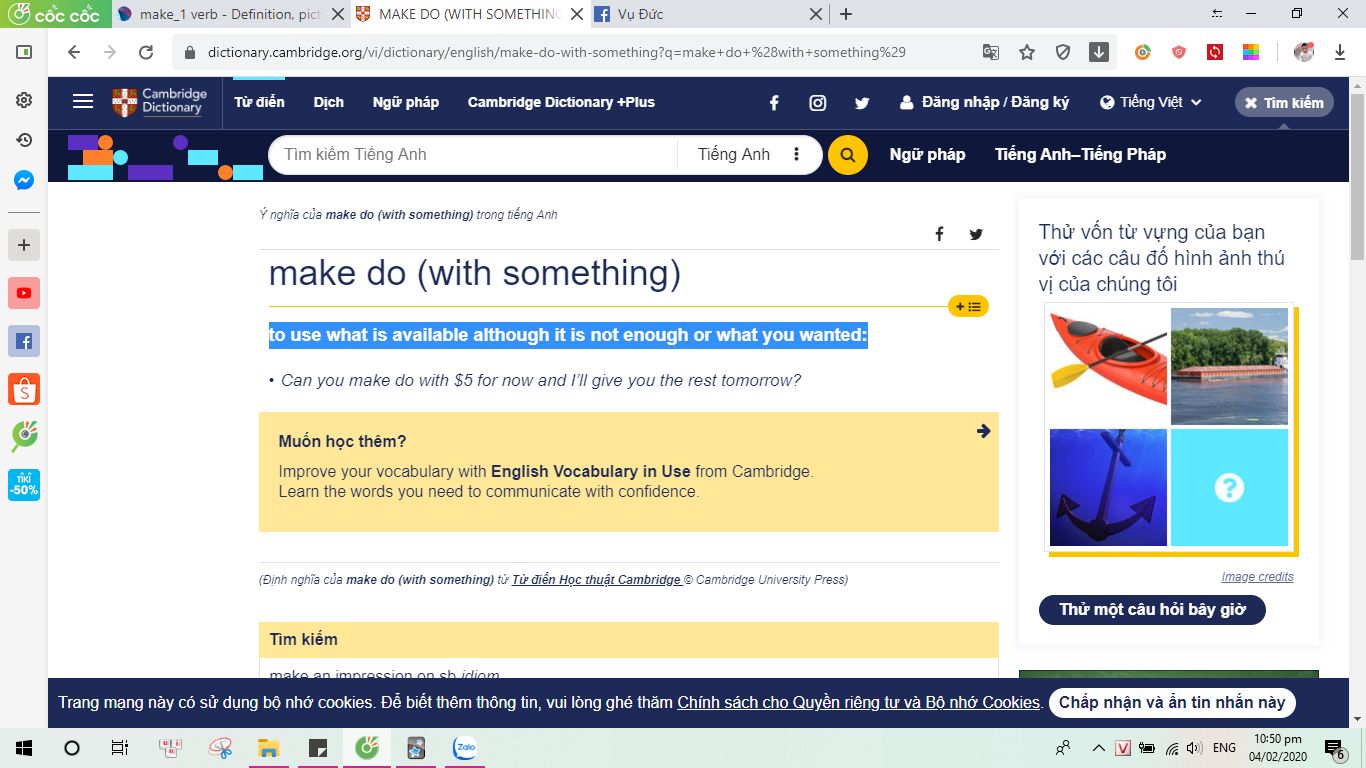 cốc cốc
make_1 verb - Definition, pict
MAKE DO (WITH SOMETHING
Vụ Đức
dictionary.cambridge.org/vi/dictionary/english/make-do-with-something?q=make+do+%28with+something%29
Cambridge
Dictionary
Từ điển
Dịch
Ngữ pháp
Cambridge Dictionary +Plus
Đăng nhập / Đăng ký
Tiếng Việt
Tìm kiếm
Tìm kiếm Tiếng Anh
Tiếng Anh
Ngữ pháp
Tiếng Anh–Tiếng Pháp
Ý nghĩa của make do (with something) trong tiếng Anh
make do (with something)
to use what is available although it is not enough or what you wanted:
• Can you make do with $5 for now and I'll give you the rest tomorrow?
Muốn học thêm?
Improve your vocabulary with English Vocabulary in Use from Cambridge.
Learn the words you need to communicate with confidence.
(Định nghĩa của make do (with something) từ Từ điển Học thuật Cambridge © Cambridge University Press)
Tìm kiếm
make an impression on sb idiom
Thử vốn từ vựng của bạn
với các câu đố hình ảnh thú
vị của chúng tôi
?
Image credits
Thử một câu hỏi bây giờ
TIKI
-50%
Trang mạng này có sử dụng bộ nhớ cookies. Để biết thêm thông tin, vui lòng ghé thăm Chính sách cho Quyền riêng tư và Bộ nhớ Cookies.
Chấp nhận và ẩn tin nhắn này
Zalo
V
ENG
10:50 pm
04/02/2020
6